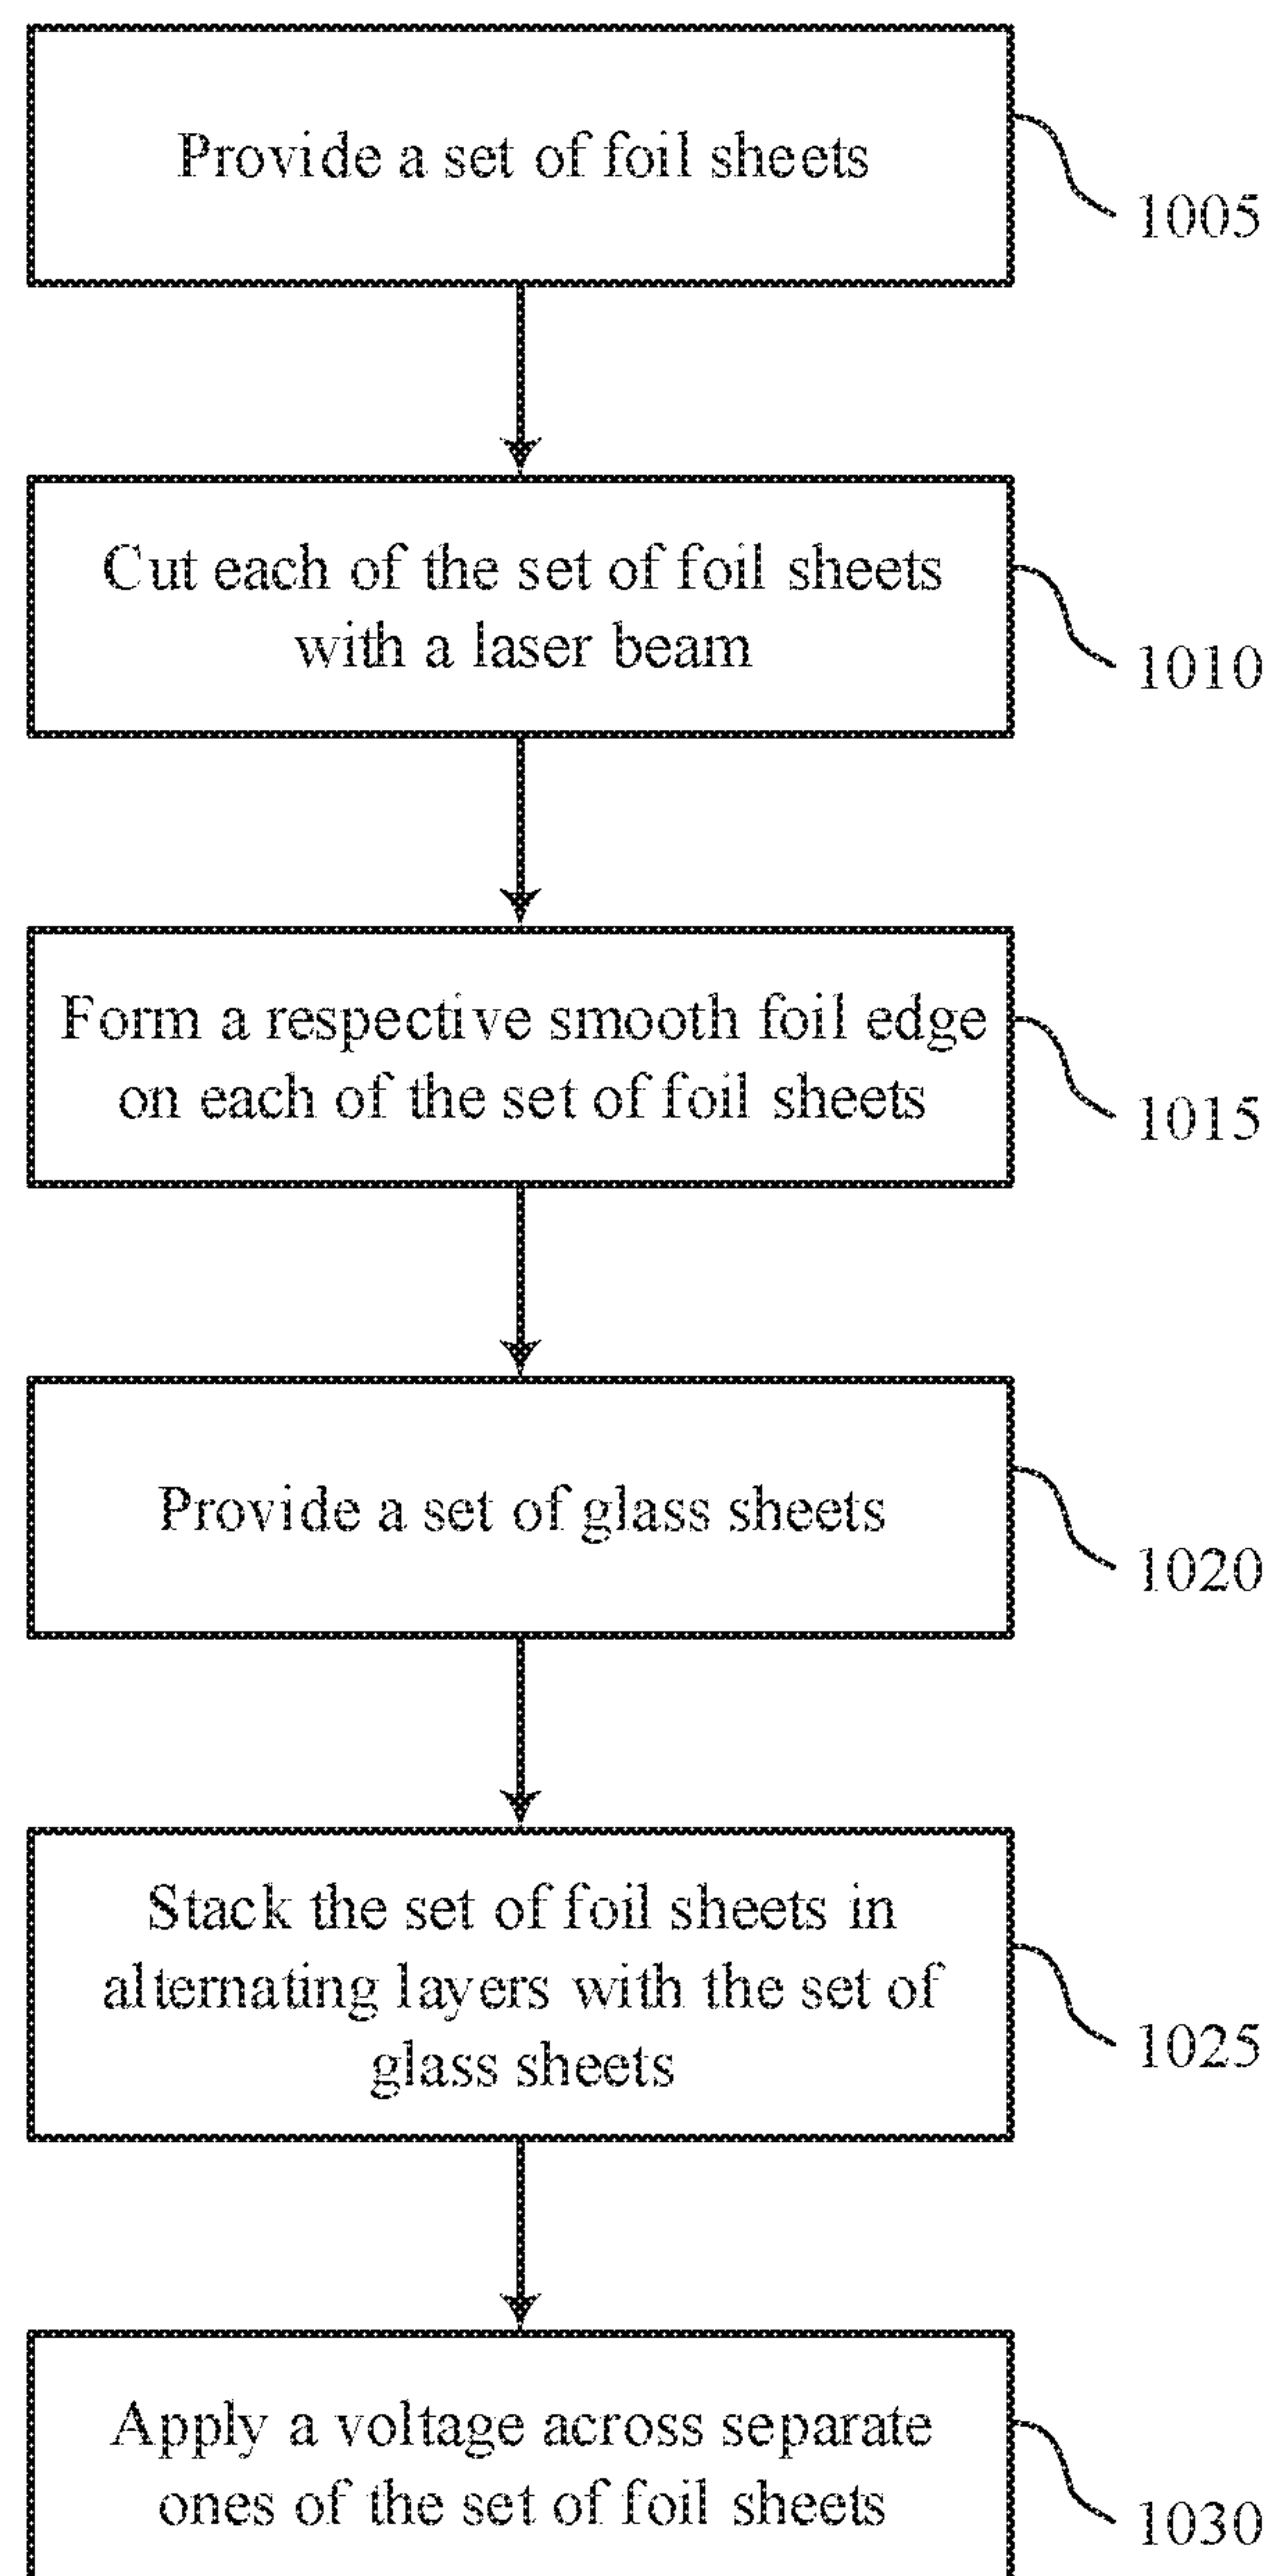 Provide a set of foil sheets
1005
Cut each of the set of foil sheets
with a laser beam
1010
Form a respective smooth foil edge
on each of the set of foil sheets
1015
Provide a set of glass sheets
1020
Stack the set of foil sheets in
alternating layers with the set of
glass sheets
1025
Apply a voltage across separate
ones of the set of foil sheets
1030